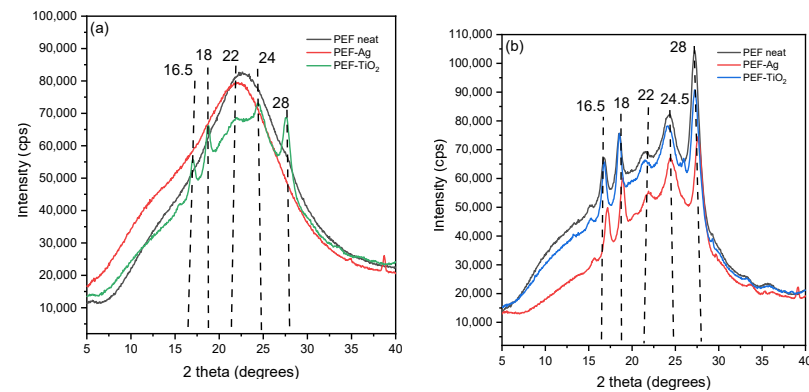 (a)
PEF neat
PEF-Ag
PEF-TiO₂
16.5 18 22 24 28
100,000
90,000
80,000
70,000
60,000
50,000
40,000
30,000
20,000
10,000
Intensity (cps)
5 10 15 20 25 30 35 40
2 theta (degrees)
(b)
PEF neat
PEF-Ag
PEF-TiO₂
16.5 18 22 24.5 28
110,000
100,000
90,000
80,000
70,000
60,000
50,000
40,000
30,000
20,000
10,000
Intensity (cps)
5 10 15 20 25 30 35 40
2 theta (degrees)